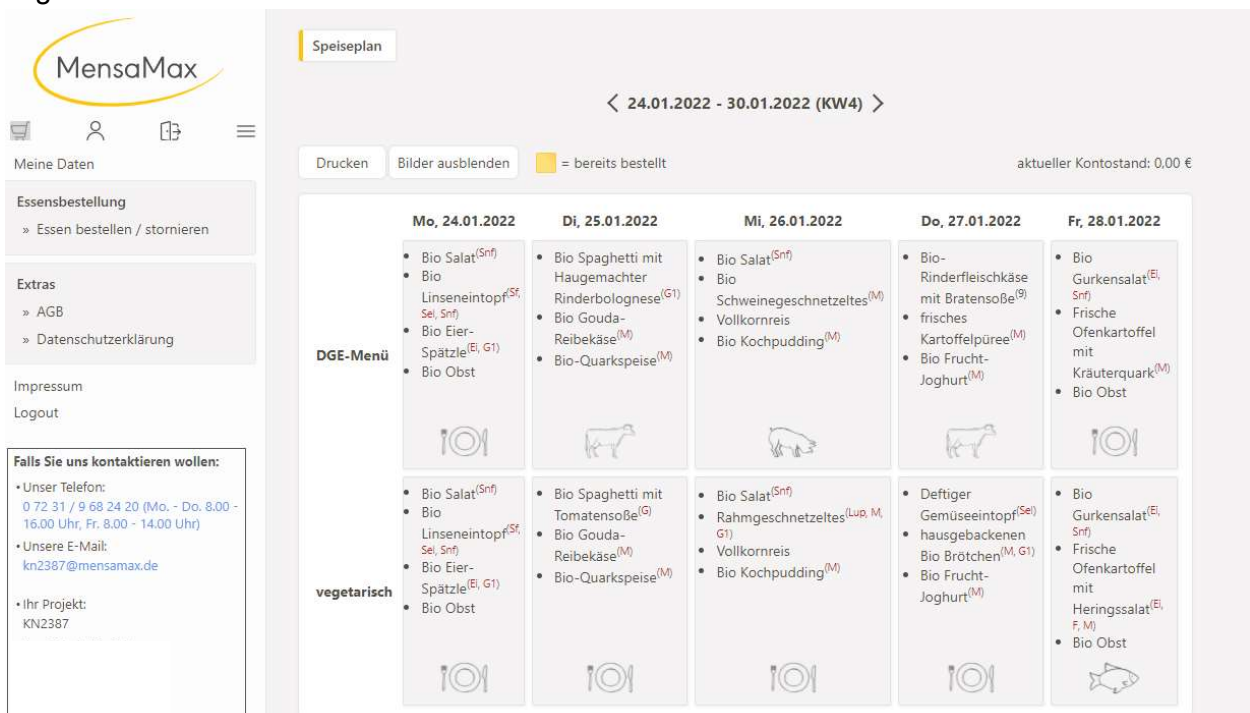 MensaMax
Meine Daten
Essensbestellung
» Essen bestellen / stornieren
Extras
» AGB
» Datenschutzerklärung
Impressum
Logout
Falls Sie uns kontaktieren wollen:
• Unser Telefon:
0 72 31 / 9 68 24 20 (Mo. - Do. 8.00 -
16.00 Uhr, Fr. 8.00 - 14.00 Uhr)
• Unsere E-Mail:
kn2387@mensamax.de
• Ihr Projekt:
KN2387
Speiseplan
< 24.01.2022 - 30.01.2022 (KW4) >
Drucken Bilder ausblenden = bereits bestellt aktueller Kontostand: 0,00 €
Mo, 24.01.2022 Di, 25.01.2022 Mi, 26.01.2022 Do, 27.01.2022 Fr, 28.01.2022
DGE-Menü
• Bio Salat(Snf)
• Bio
Linseneintopf(Sf,
Sel, Snf)
• Bio Eier-
Spätzle(Ei, G1)
• Bio Obst
• Bio Spaghetti mit
Haugemachter
Rinderbolognese(G1)
• Bio Gouda-
Reibekäse(M)
• Bio-Quarkspeise(M)
• Bio Salat(Snf)
• Bio
Schweinegeschnetzeltes(M)
• Vollkornreis
• Bio Kochpudding(M)
• Bio-
Rinderfleischkäse
mit Bratensoße(9)
• frisches
Kartoffelpüree(M)
• Bio Frucht-
Joghurt(M)
• Bio
Gurkensalat(Ei,
Snf)
• Frische
Ofenkartoffel
mit
Kräuterquark(M)
• Bio Obst
vegetarisch
• Bio Salat(Snf)
• Bio
Linseneintopf(Sf,
Sel, Snf)
• Bio Eier-
Spätzle(Ei, G1)
• Bio Obst
• Bio Spaghetti mit
Tomatensoße(G)
• Bio Gouda-
Reibekäse(M)
• Bio-Quarkspeise(M)
• Bio Salat(Snf)
• Rahmgeschnetzeltes(Lup, M,
G1)
• Vollkornreis
• Bio Kochpudding(M)
• Deftiger
Gemüseeintopf(Sel)
• hausgebackenen
Bio Brötchen(M, G1)
• Bio Frucht-
Joghurt(M)
• Bio
Gurkensalat(Ei,
Snf)
• Frische
Ofenkartoffel
mit
Heringssalat(Ei,
F, M)
• Bio Obst